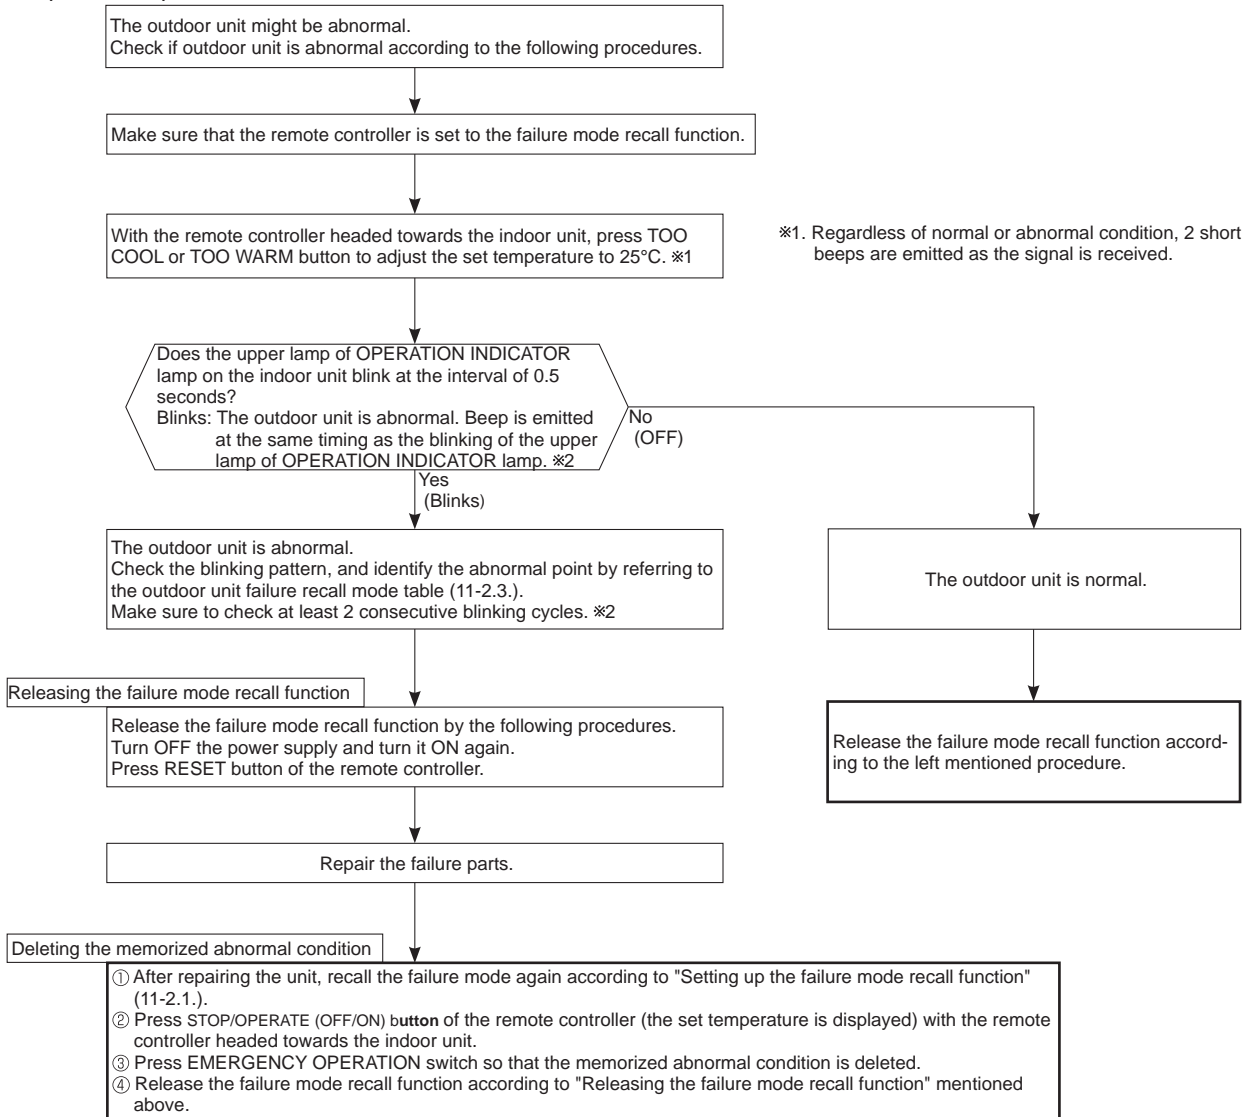 The outdoor unit might be abnormal.
Check if outdoor unit is abnormal according to the following procedures.
Make sure that the remote controller is set to the failure mode recall function.
With the remote controller headed towards the indoor unit, press TOO
COOL or TOO WARM button to adjust the set temperature to 25°C. ※1
※1. Regardless of normal or abnormal condition, 2 short
beeps are emitted as the signal is received.
Does the upper lamp of OPERATION INDICATOR
lamp on the indoor unit blink at the interval of 0.5
seconds?
Blinks: The outdoor unit is abnormal. Beep is emitted
at the same timing as the blinking of the upper
lamp of OPERATION INDICATOR lamp. ※2
No
(OFF)
Yes
(Blinks)
The outdoor unit is abnormal.
Check the blinking pattern, and identify the abnormal point by referring to
the outdoor unit failure recall mode table (11-2.3.).
Make sure to check at least 2 consecutive blinking cycles. ※2
The outdoor unit is normal.
Releasing the failure mode recall function
Release the failure mode recall function by the following procedures.
Turn OFF the power supply and turn it ON again.
Press RESET button of the remote controller.
Release the failure mode recall function accord-
ing to the left mentioned procedure.
Repair the failure parts.
Deleting the memorized abnormal condition
① After repairing the unit, recall the failure mode again according to "Setting up the failure mode recall function"
(11-2.1.).
② Press STOP/OPERATE (OFF/ON) button of the remote controller (the set temperature is displayed) with the remote
controller headed towards the indoor unit.
③ Press EMERGENCY OPERATION switch so that the memorized abnormal condition is deleted.
④ Release the failure mode recall function according to "Releasing the failure mode recall function" mentioned
above.